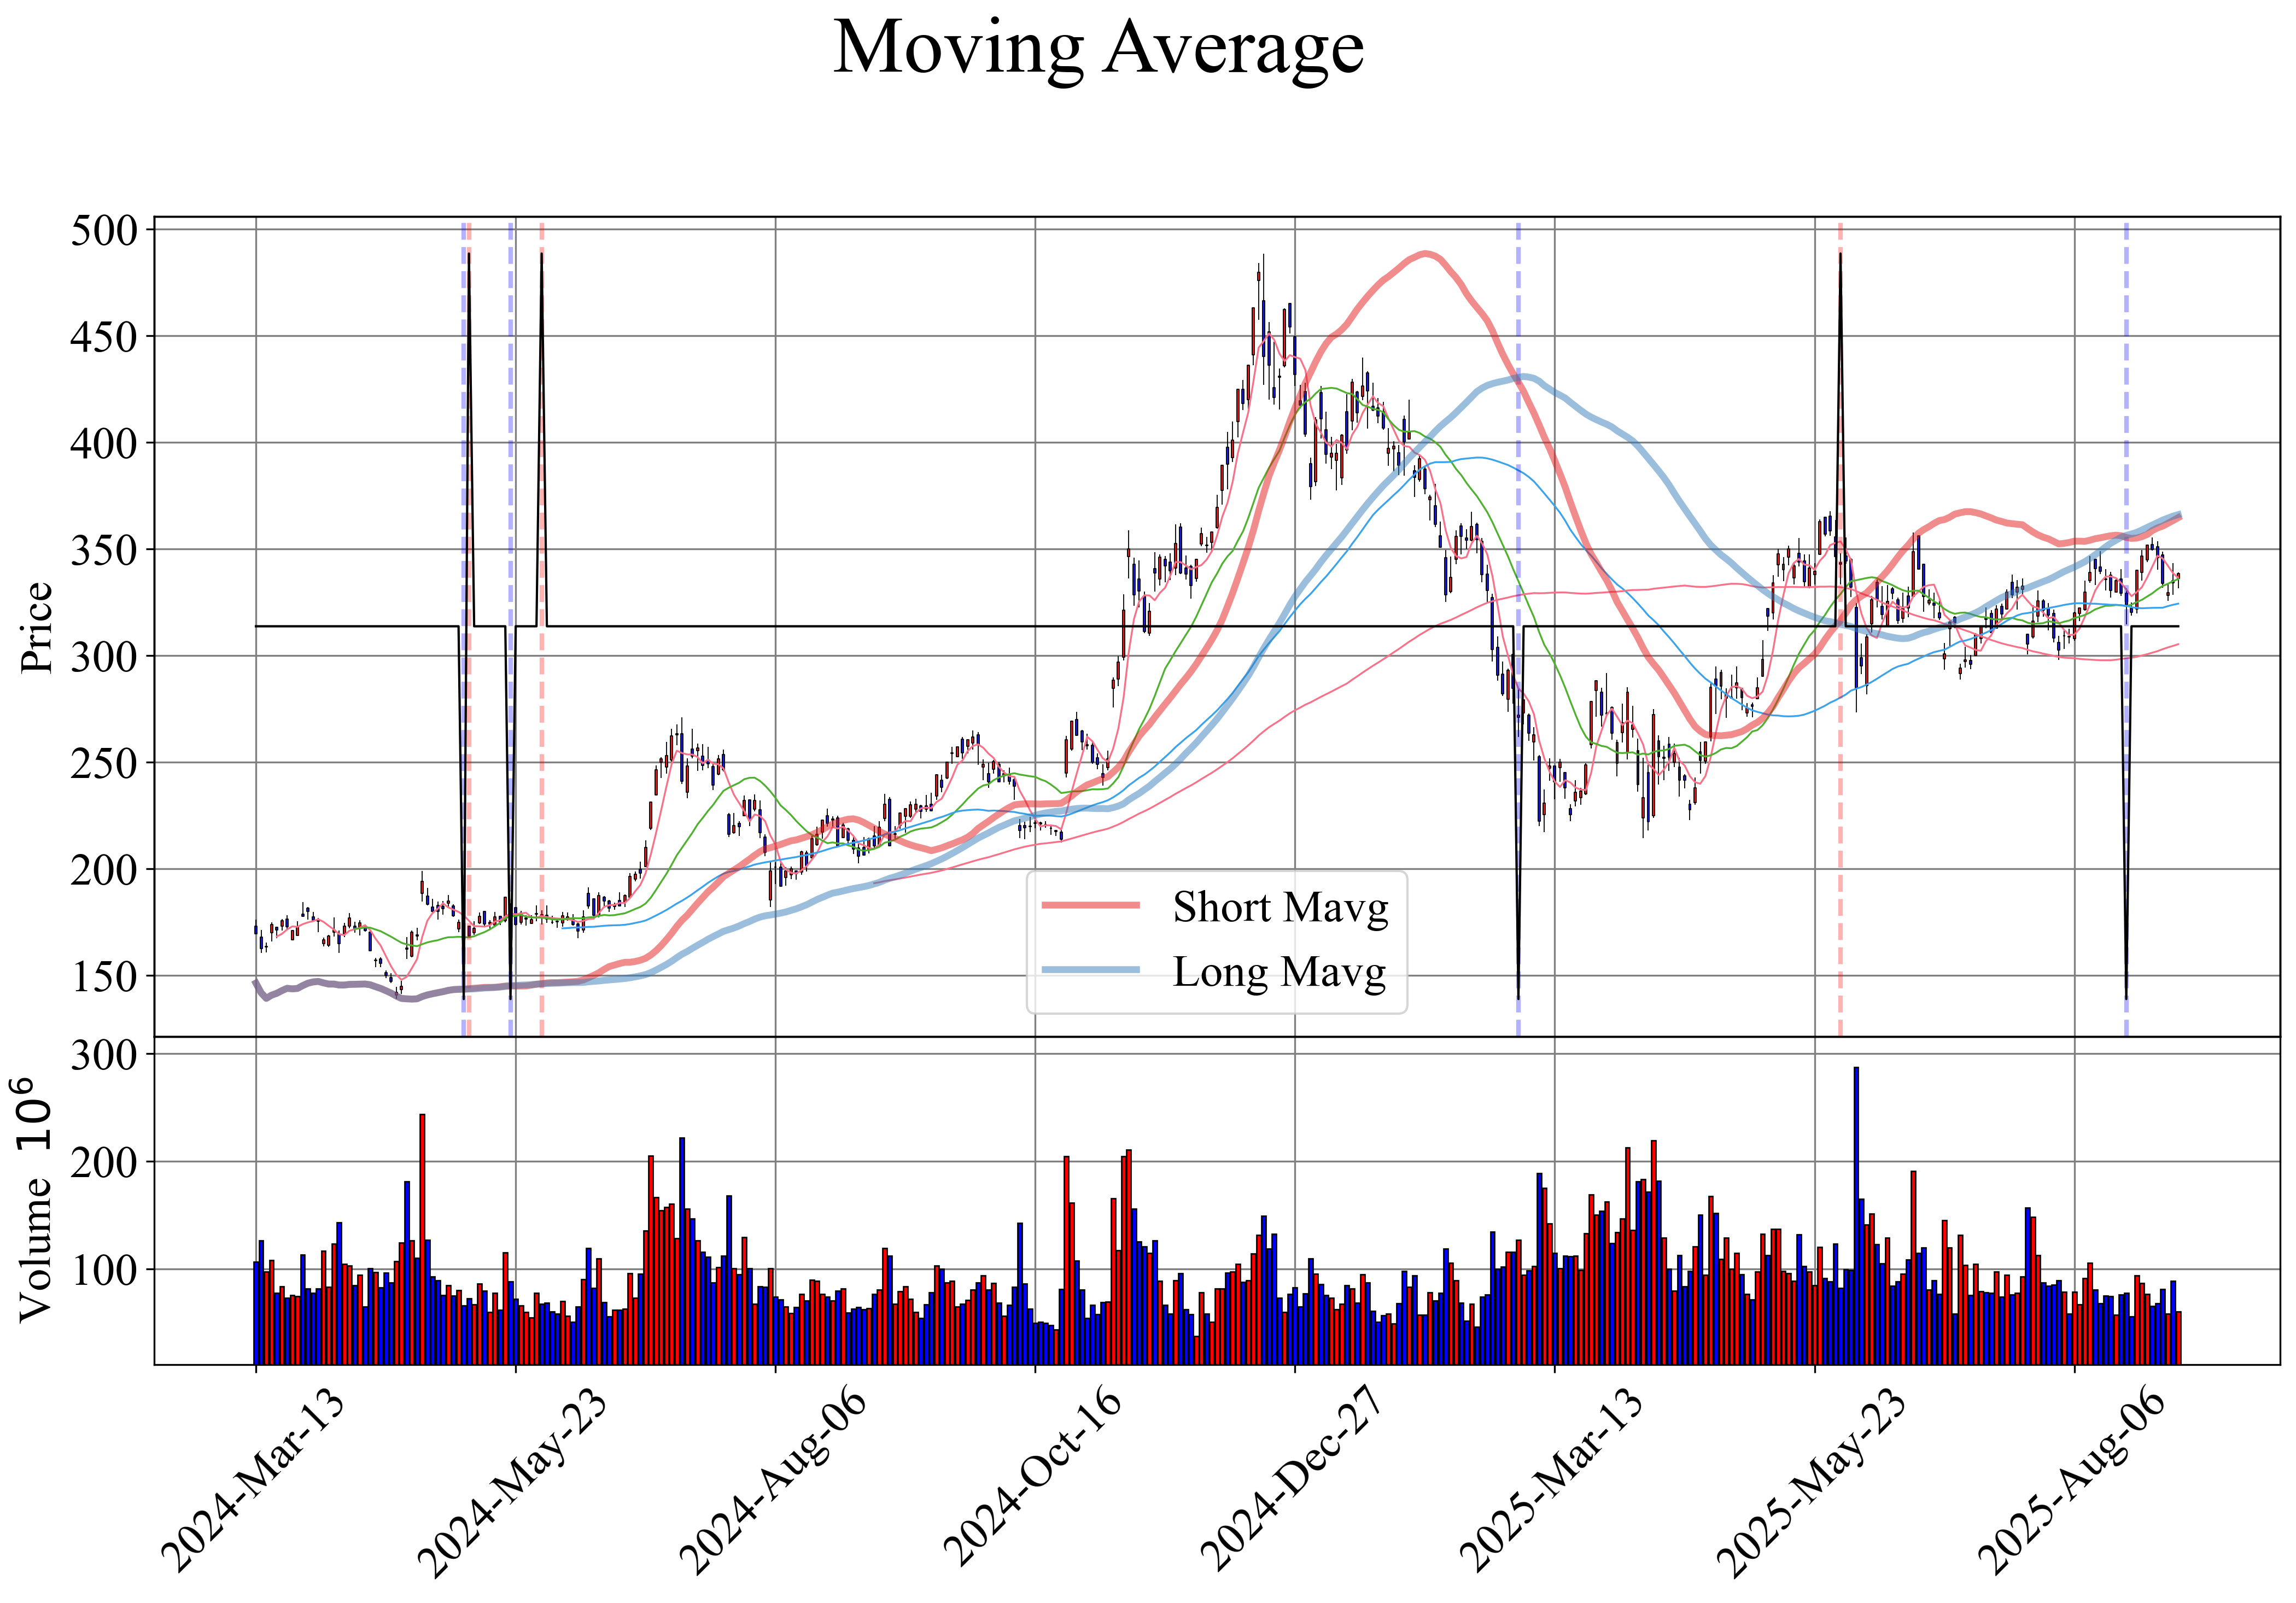 Moving Average
500
450
400
350
300
250
200
150
Price
Short Mavg
Long Mavg
300
200
100
Volume 10⁶
2024-Mar-13
2024-May-23
2024-Aug-06
2024-Oct-16
2024-Dec-27
2025-Mar-13
2025-May-23
2025-Aug-06